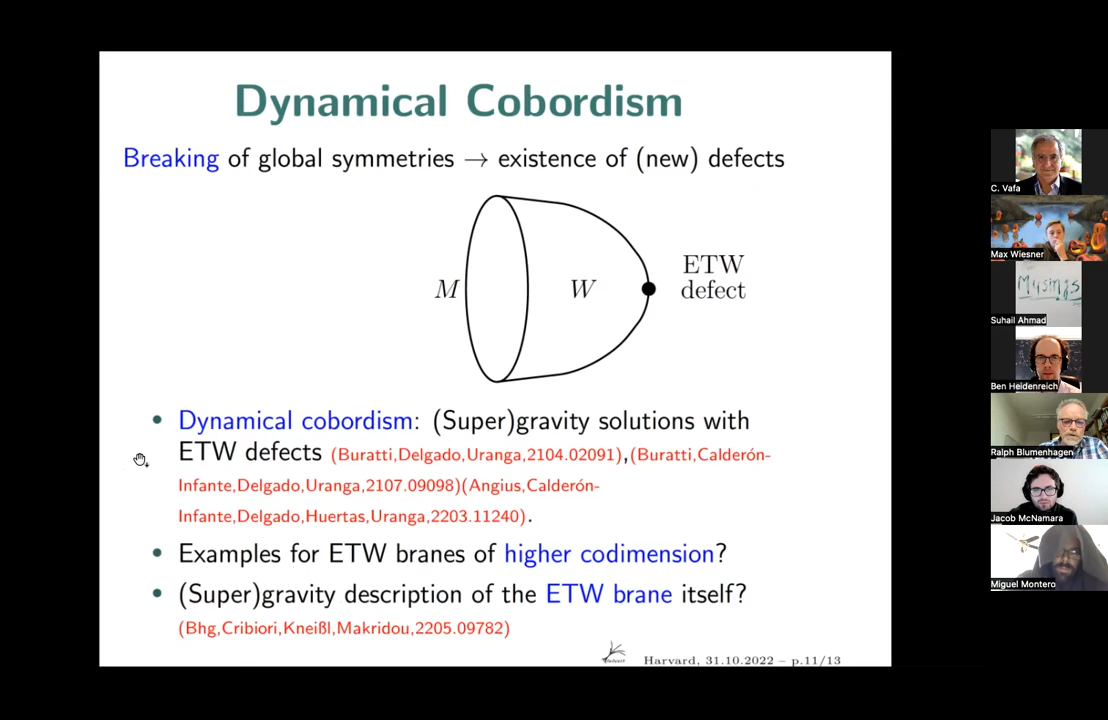 Dynamical Cobordism
Breaking of global symmetries → existence of (new) defects
M
W
ETW
defect
• Dynamical cobordism: (Super)gravity solutions with
ETW defects (Buratti,Delgado,Uranga,2104.02091),(Buratti,Calderón-
Infante,Delgado,Uranga,2107.09098)(Angius,Calderón-
Infante,Delgado,Huertas,Uranga,2203.11240).
• Examples for ETW branes of higher codimension?
• (Super)gravity description of the ETW brane itself?
(Bhg,Cribiori,Kneißl,Makridou,2205.09782)
Harvard, 31.10.2022 – p.11/13
C. Vafa
Max Wiesner
Musings
Suhail Ahmad
Ben Heidenreich
Ralph Blumenhagen
Jacob McNamara
Miguel Montero